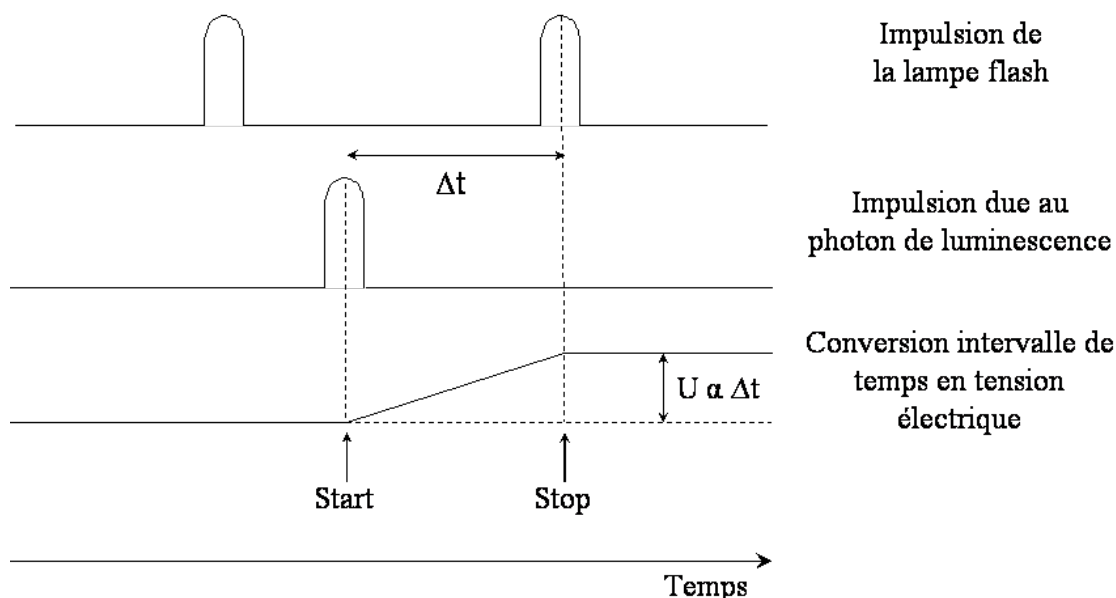 Impulsion de
la lampe flash
Δt
Impulsion due au
photon de luminescence
Conversion intervalle de
temps en tension
électrique
U α Δt
Start
Stop
Temps